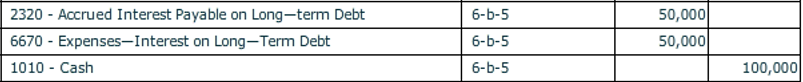 2320 - Accrued Interest Payable on Long—term Debt 6-b-5 50,000
6670 - Expenses—Interest on Long—Term Debt 6-b-5 50,000
1010 - Cash 6-b-5 100,000